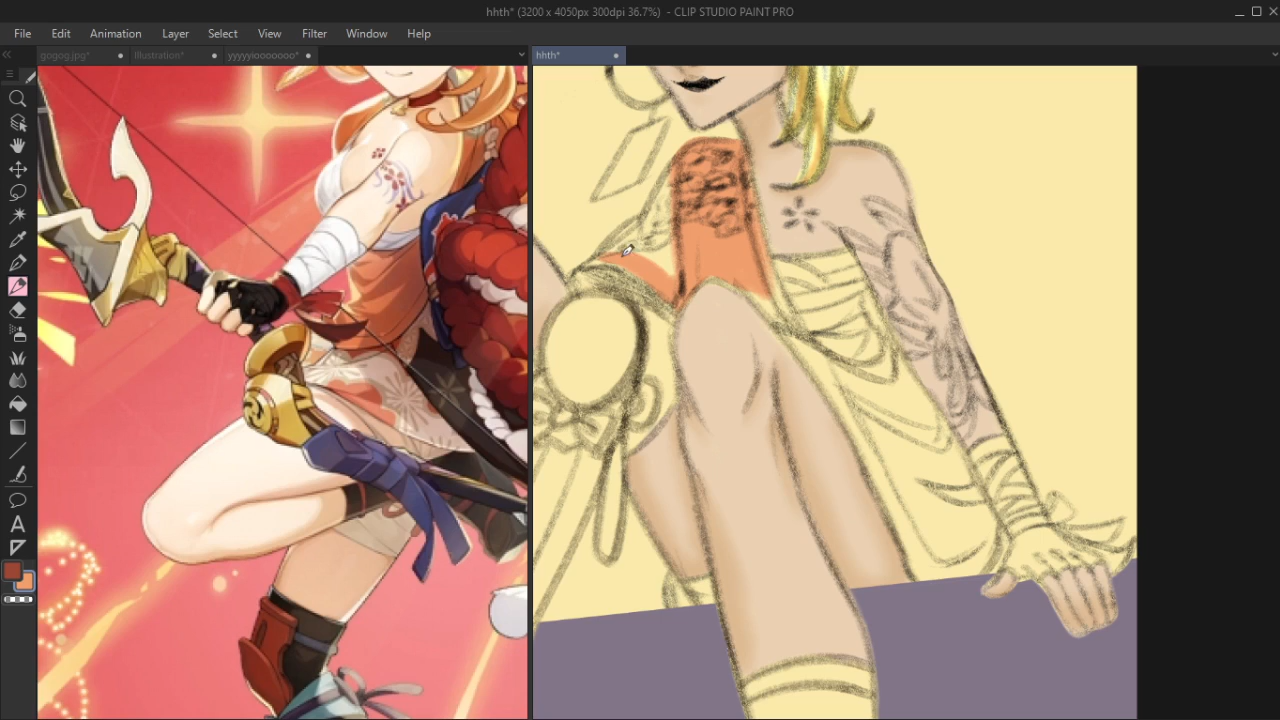 hhth* (3200 x 4050px 300dpi 36.7%)  - CLIP STUDIO PAINT PRO
File Edit Animation Layer Select View Filter Window Help
gogog.jpg* Illustration* yyyyyiooooooo* hhth*